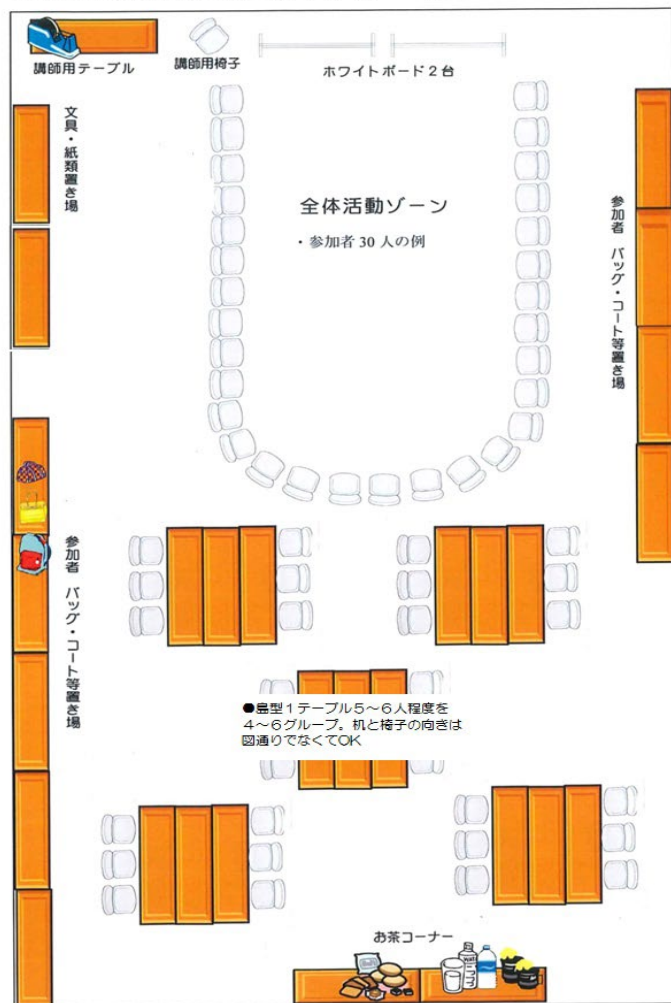 講師用テーブル
講師用椅子
ホワイトボード2台
文具・紙類置き場
全体活動ゾーン
・参加者30人の例
参加者 バッグ・コート等置き場
参加者 バッグ・コート等置き場
●島型1テーブル5~6人程度を
4~6グループ。机と椅子の向きは
図通りでなくてOK
お茶コーナー